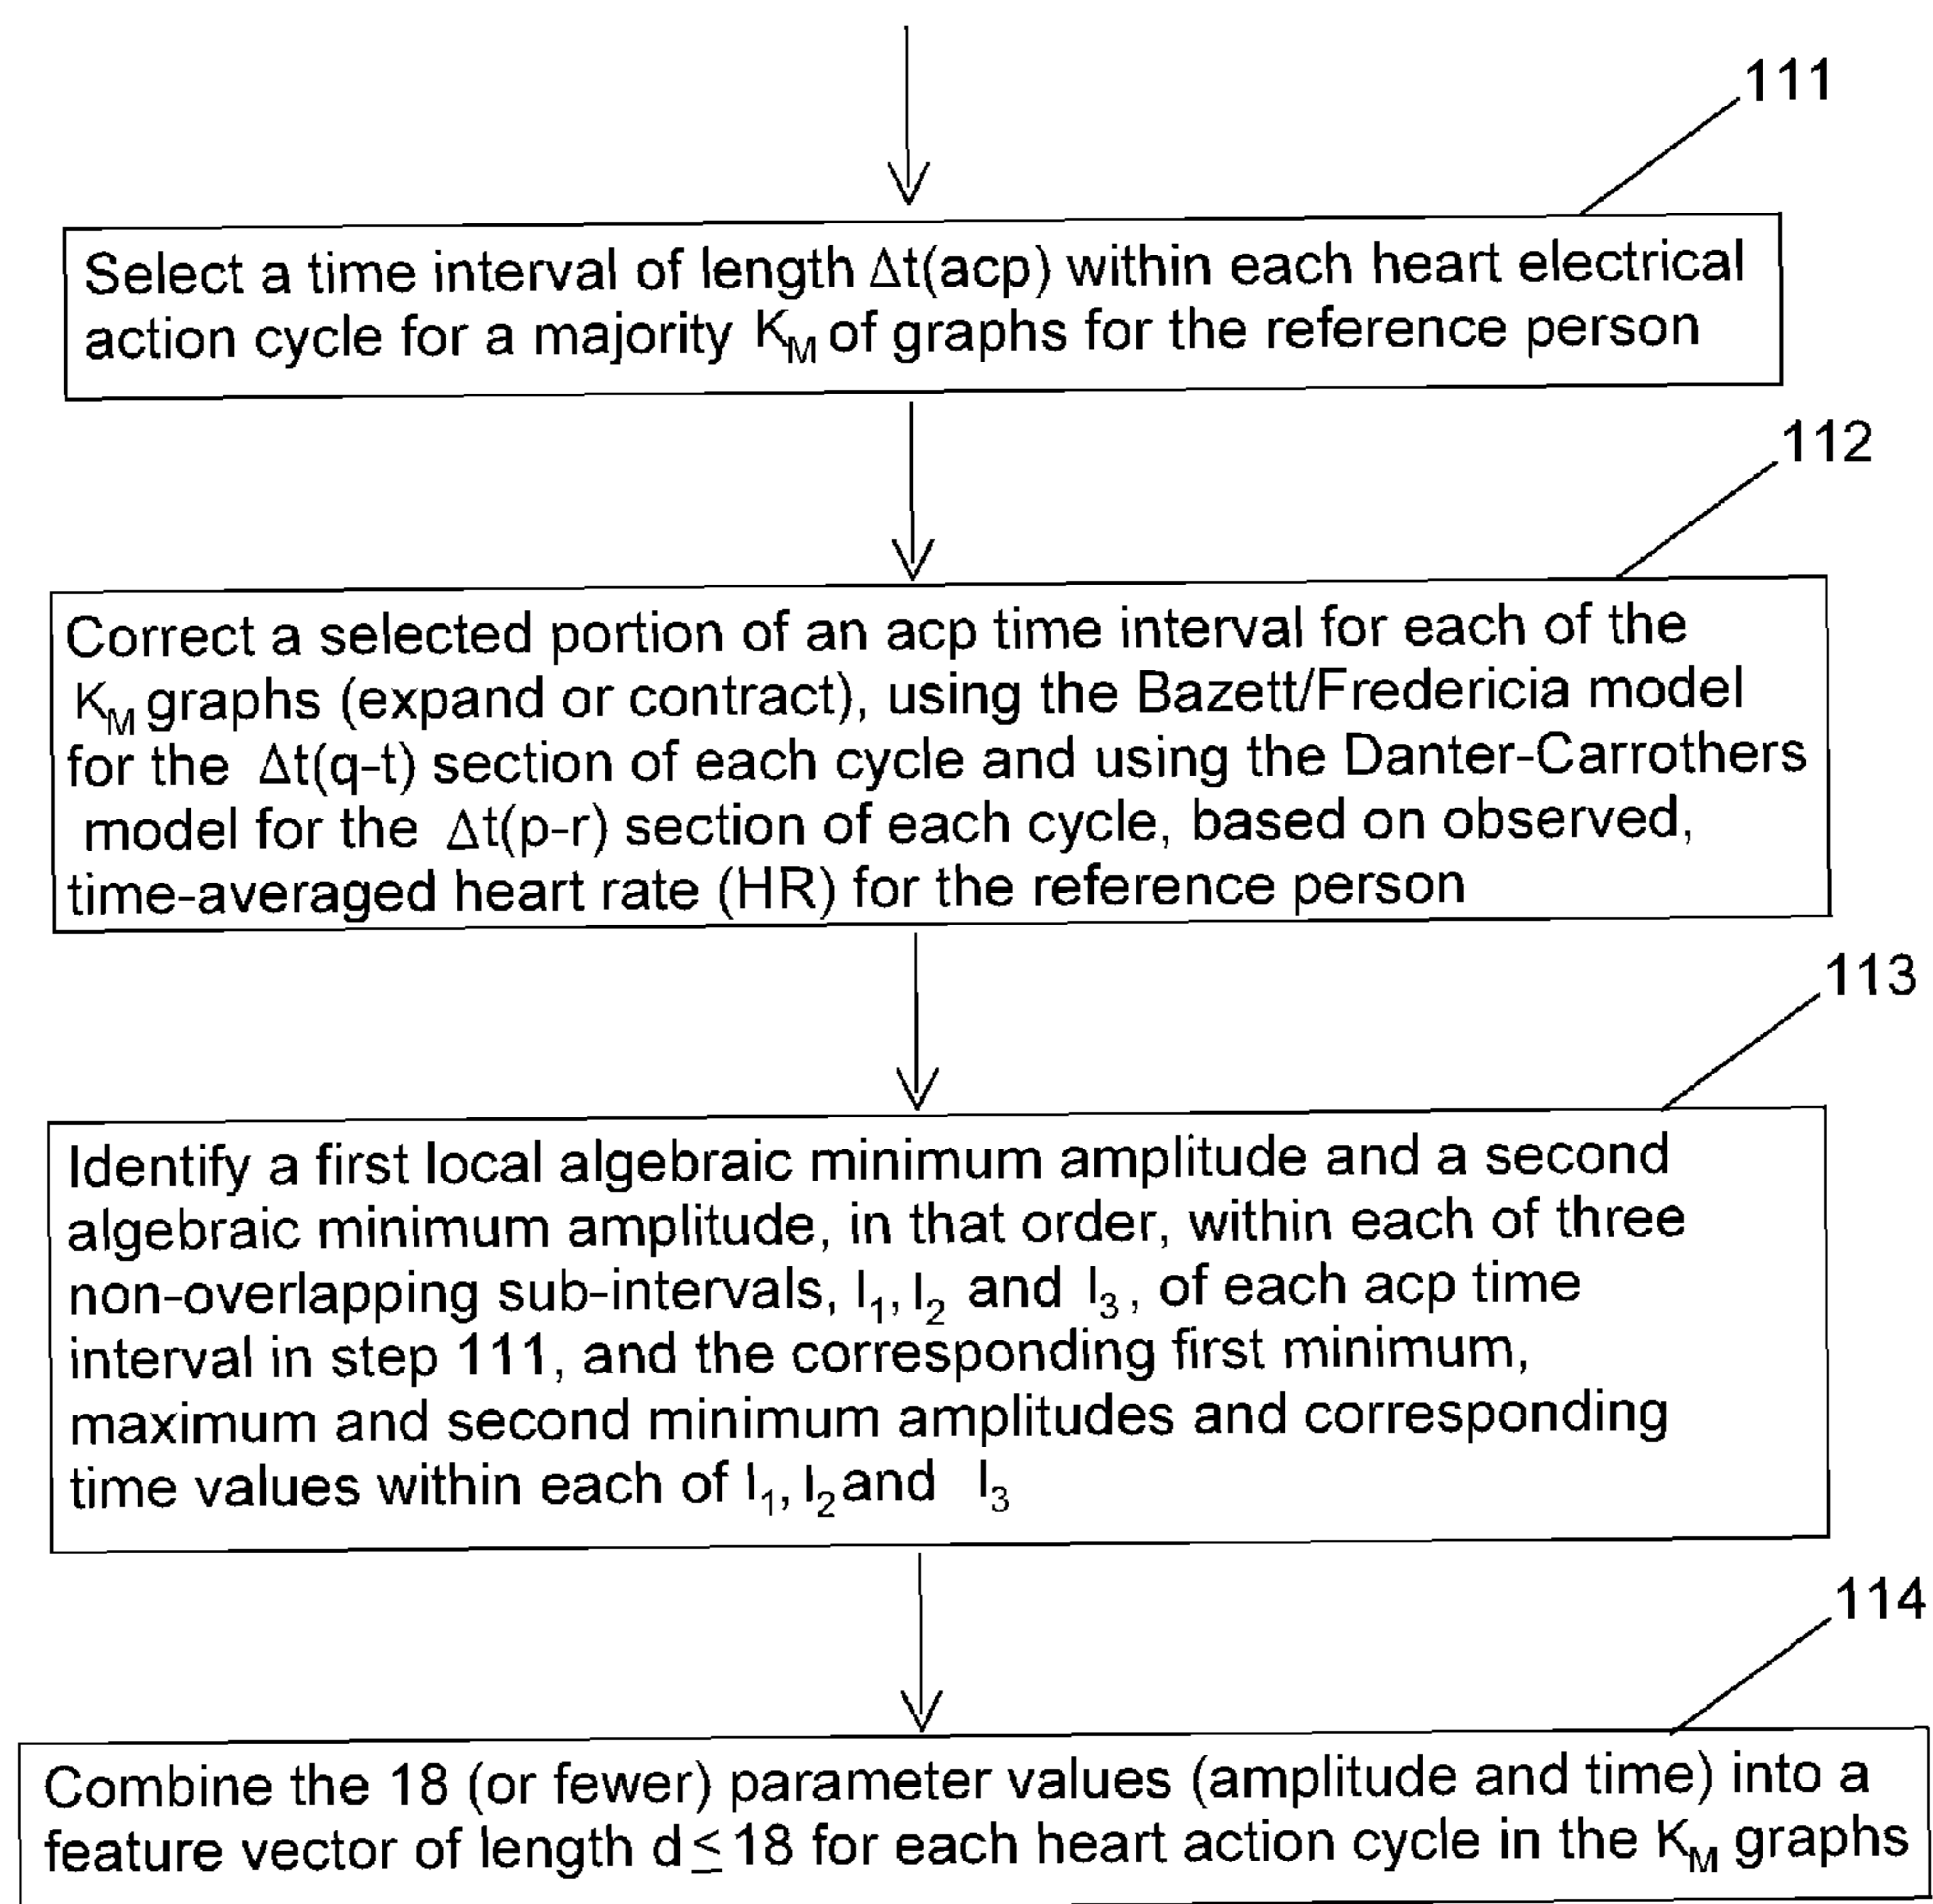 111
Select a time interval of length Δt(acp) within each heart electrical
action cycle for a majority K_M of graphs for the reference person
112
Correct a selected portion of an acp time interval for each of the
K_M graphs (expand or contract), using the Bazett/Fredericia model
for the Δt(q-t) section of each cycle and using the Danter-Carrothers
model for the Δt(p-r) section of each cycle, based on observed,
time-averaged heart rate (HR) for the reference person
113
Identify a first local algebraic minimum amplitude and a second
algebraic minimum amplitude, in that order, within each of three
non-overlapping sub-intervals, I₁, I₂ and I₃, of each acp time
interval in step 111, and the corresponding first minimum,
maximum and second minimum amplitudes and corresponding
time values within each of I₁, I₂ and I₃
114
Combine the 18 (or fewer) parameter values (amplitude and time) into a
feature vector of length d ≤ 18 for each heart action cycle in the K_M graphs